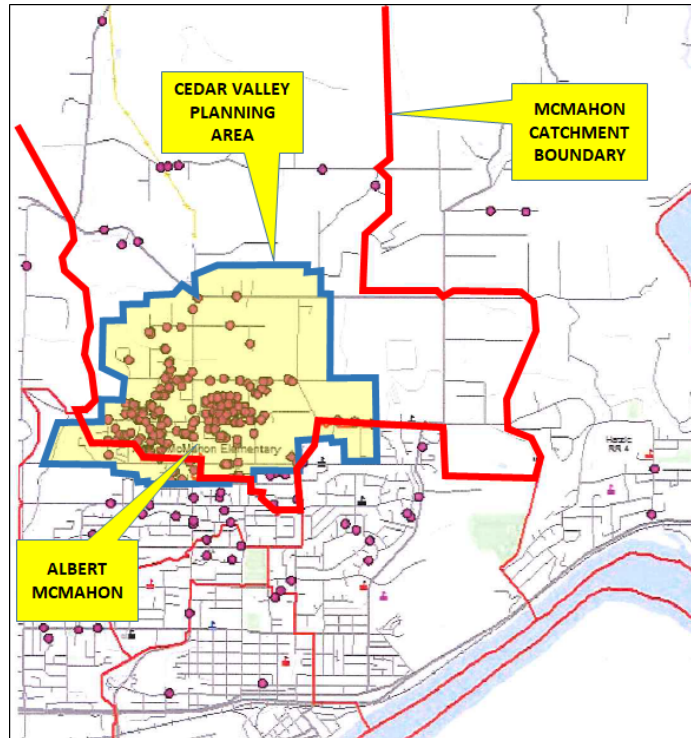 CEDAR VALLEY
PLANNING
AREA
MCMAHON
CATCHMENT
BOUNDARY
McMahon Elementary
Hatzic
RR 4
ALBERT
MCMAHON